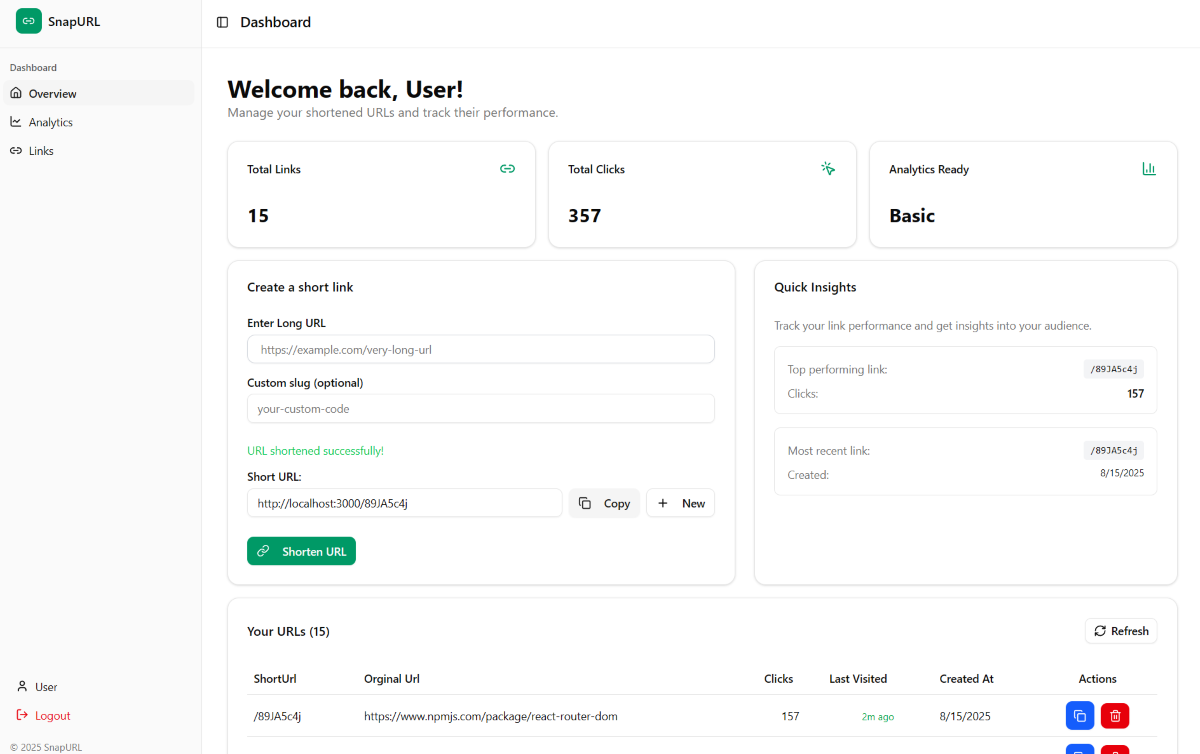 SnapURL
Dashboard
Dashboard
Overview
Analytics
Links
Welcome back, User!
Manage your shortened URLs and track their performance.
Total Links
15
Total Clicks
357
Analytics Ready
Basic
Create a short link
Enter Long URL
https://example.com/very-long-url
Custom slug (optional)
your-custom-code
URL shortened successfully!
Short URL:
http://localhost:3000/89JA5c4j
Copy
New
Shorten URL
Quick Insights
Track your link performance and get insights into your audience.
Top performing link: /89JA5c4j
Clicks: 157
Most recent link: /89JA5c4j
Created: 8/15/2025
Your URLs (15)
Refresh
ShortUrl Orginal Url Clicks Last Visited Created At Actions
/89JA5c4j https://www.npmjs.com/package/react-router-dom 157 2m ago 8/15/2025
User
Logout
© 2025 SnapURL